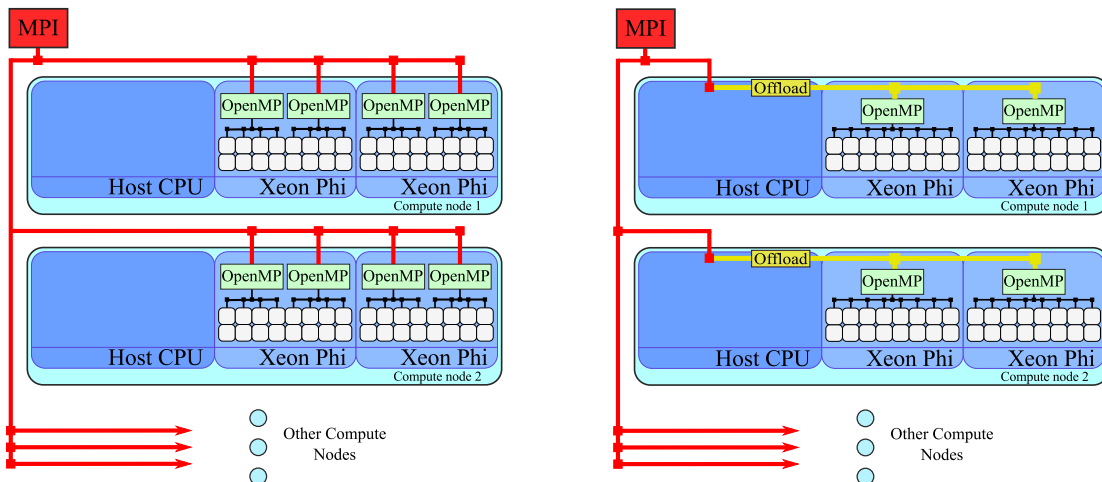 MPI
OpenMP OpenMP OpenMP OpenMP
Host CPU Xeon Phi Xeon Phi
Compute node 1
OpenMP OpenMP OpenMP OpenMP
Host CPU Xeon Phi Xeon Phi
Compute node 2
Other Compute
Nodes
MPI
Offload
OpenMP OpenMP
Host CPU Xeon Phi Xeon Phi
Compute node 1
Offload
OpenMP OpenMP
Host CPU Xeon Phi Xeon Phi
Compute node 2
Other Compute
Nodes